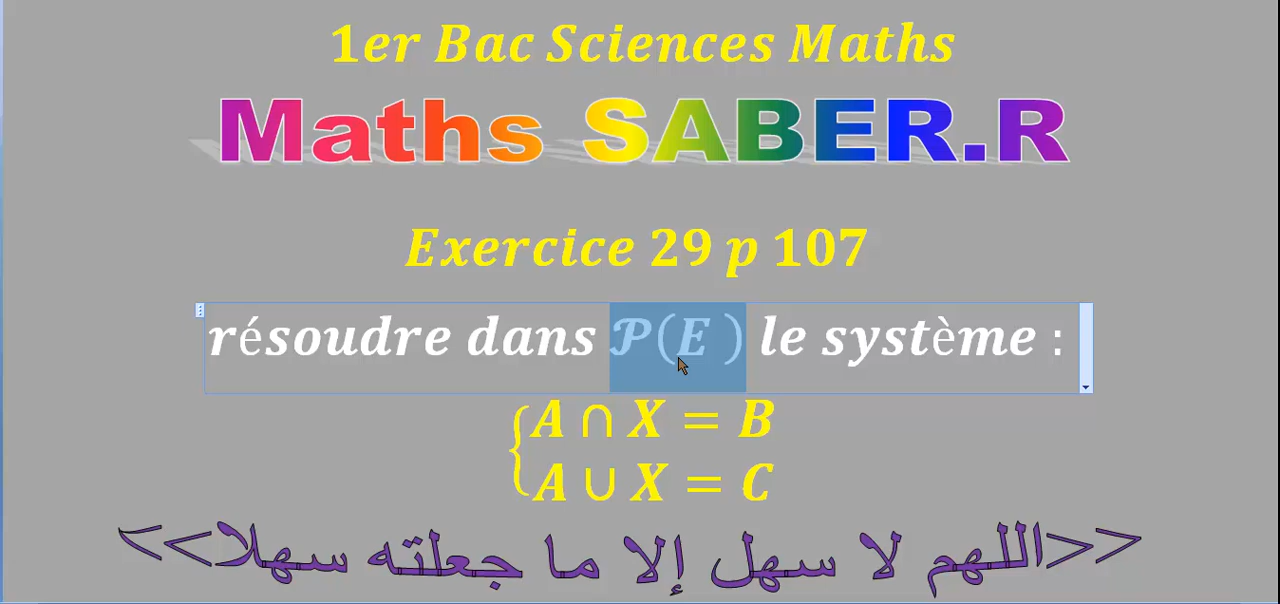 1er Bac Sciences Maths
Maths SABER.R
Exercice 29 p 107
résoudre dans 𝒫(E ) le système :
A ∩ X = B
A ∪ X = C
<<اللهم لا سهل إلا ما جعلته سهلا>>